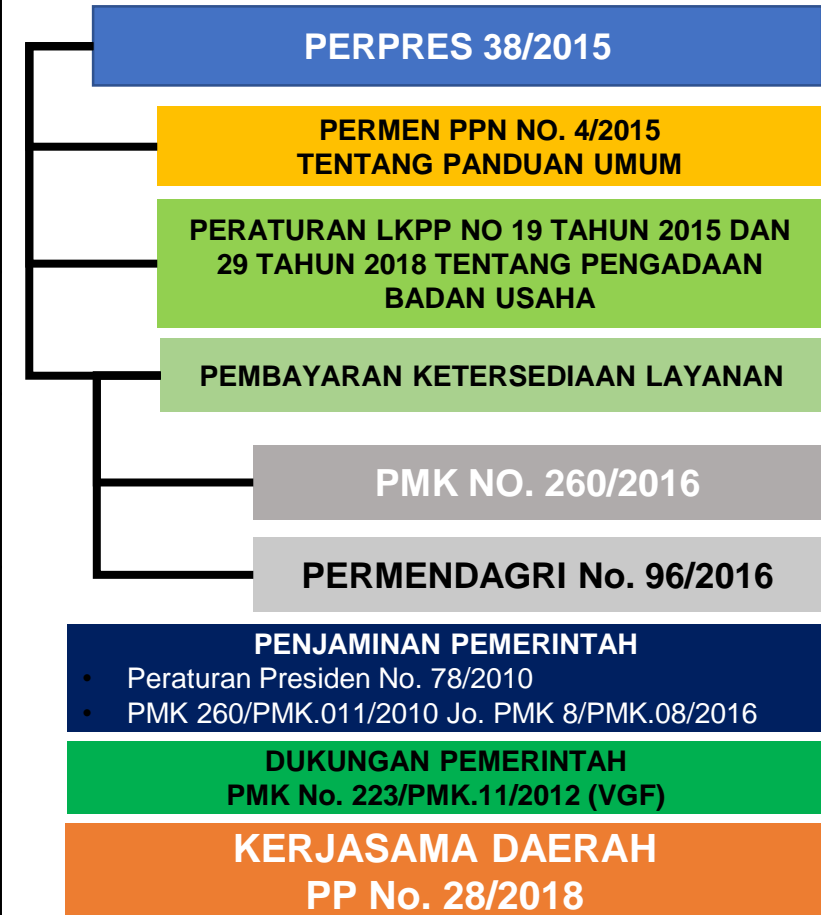 PERPRES 38/2015
PERMEN PPN NO. 4/2015
TENTANG PANDUAN UMUM
PERATURAN LKPP NO 19 TAHUN 2015 DAN
29 TAHUN 2018 TENTANG PENGADAAN
BADAN USAHA
PEMBAYARAN KETERSEDIAAN LAYANAN
PMK NO. 260/2016
PERMENDAGRI No. 96/2016
PENJAMINAN PEMERINTAH
• Peraturan Presiden No. 78/2010
• PMK 260/PMK.011/2010 Jo. PMK 8/PMK.08/2016
DUKUNGAN PEMERINTAH
PMK No. 223/PMK.11/2012 (VGF)
KERJASAMA DAERAH
PP No. 28/2018